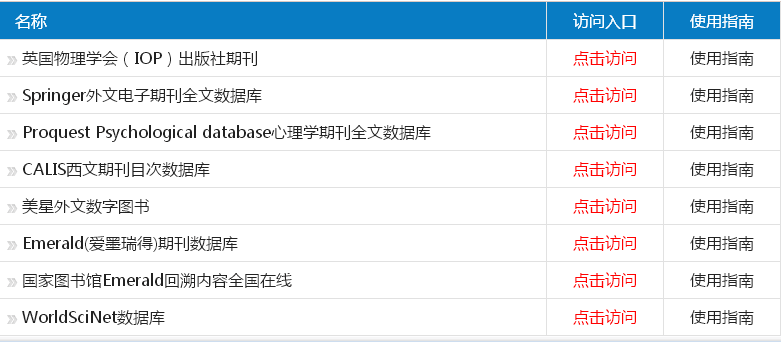 名称 访问入口 使用指南
» 英国物理学会（IOP）出版社期刊 点击访问 使用指南
» Springer外文电子期刊全文数据库 点击访问 使用指南
» Proquest Psychological database心理学期刊全文数据库 点击访问 使用指南
» CALIS西文期刊目次数据库 点击访问 使用指南
» 美星外文数字图书 点击访问 使用指南
» Emerald(爱墨瑞得)期刊数据库 点击访问 使用指南
» 国家图书馆Emerald回溯内容全国在线 点击访问 使用指南
» WorldSciNet数据库 点击访问 使用指南